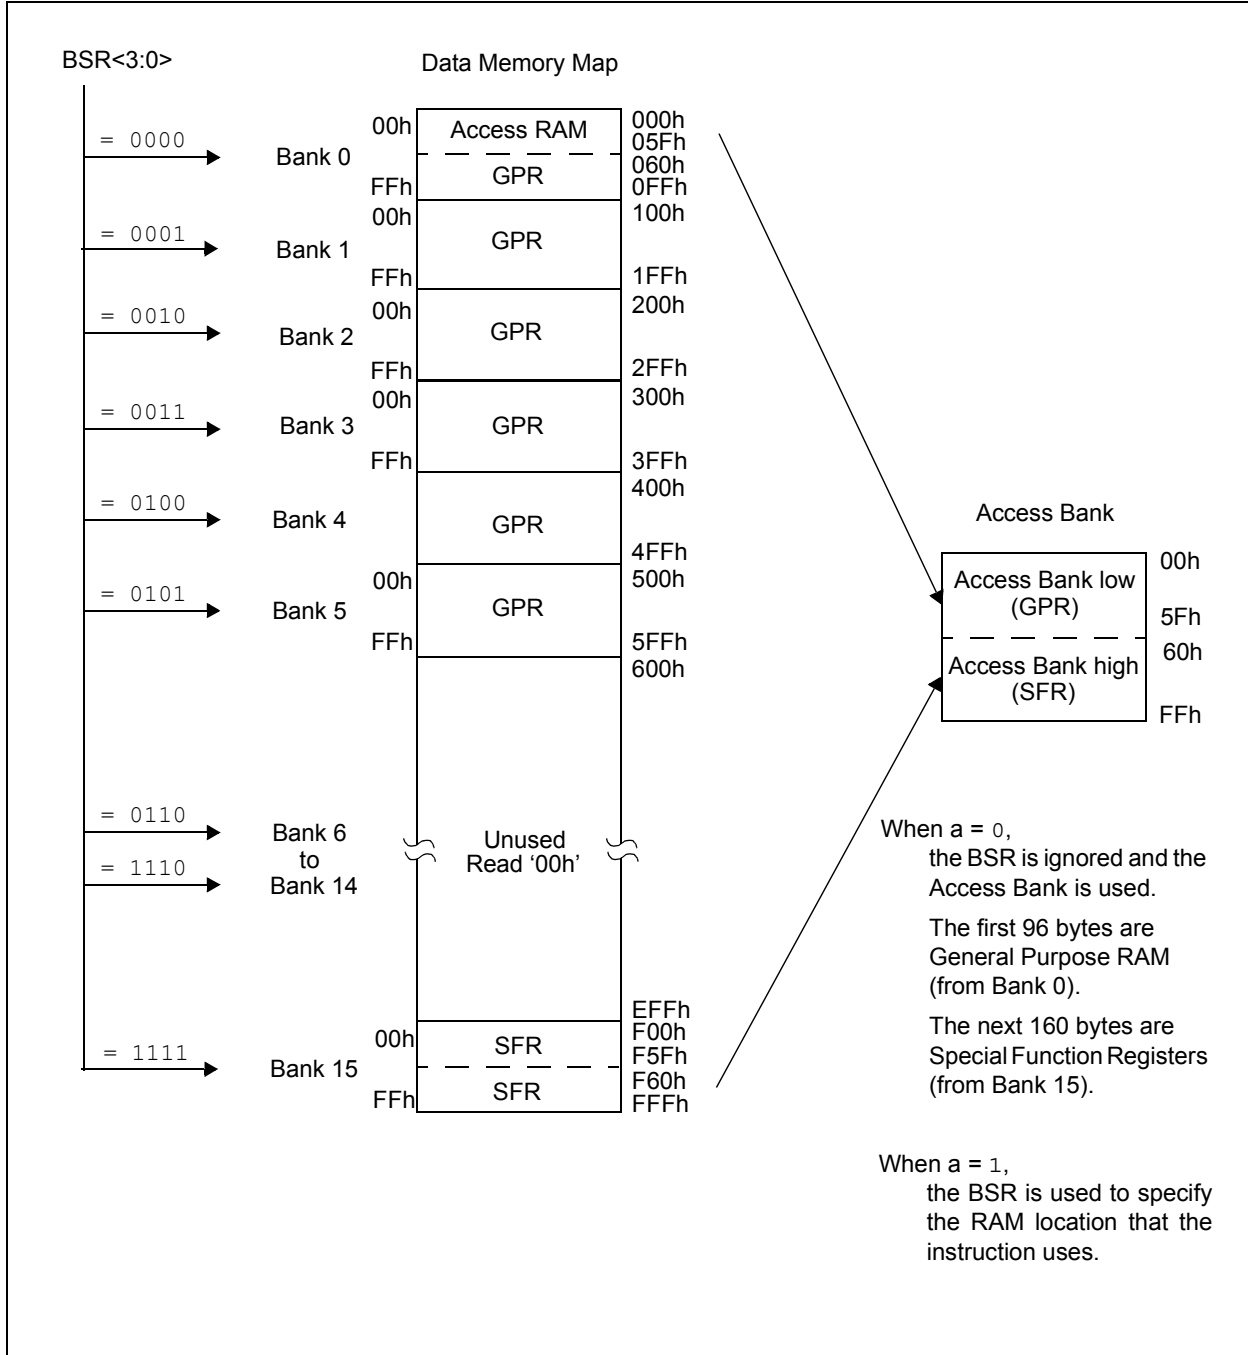 BSR<3:0>
Data Memory Map
= 0000
Bank 0
00h
FFh
Access RAM
GPR
000h
05Fh
060h
0FFh
= 0001
Bank 1
00h
FFh
GPR
100h
1FFh
= 0010
Bank 2
00h
FFh
GPR
200h
2FFh
= 0011
Bank 3
00h
FFh
GPR
300h
3FFh
= 0100
Bank 4
GPR
400h
4FFh
= 0101
Bank 5
00h
FFh
GPR
500h
5FFh
600h
= 0110
= 1110
Bank 6
to
Bank 14
Unused
Read ‘00h’
EFFh
= 1111
Bank 15
00h
FFh
SFR
SFR
F00h
F5Fh
F60h
FFFh
Access Bank
Access Bank low
(GPR)
00h
5Fh
Access Bank high
(SFR)
60h
FFh
When a = 0,
the BSR is ignored and the
Access Bank is used.
The first 96 bytes are
General Purpose RAM
(from Bank 0).
The next 160 bytes are
Special Function Registers
(from Bank 15).
When a = 1,
the BSR is used to specify
the RAM location that the
instruction uses.